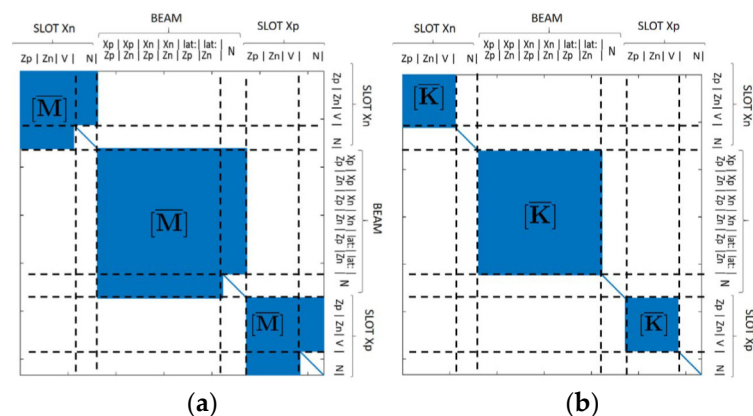 BEAM
SLOT Xn
Xp Zp | Xp Zn | Xn Zp | Xn Zn | lat: Zp | lat: Zn | N
SLOT Xp
Zp | Zn | V | N
Zp | Zn | V | N
[M̅]
[M̅]
[M̅]
Zp | Zn | V | N
SLOT Xn
Xp Zp | Xp Zn | Xn Zp | Xn Zn | lat: Zp | lat: Zn | N
BEAM
Zp | Zn | V | N
SLOT Xp
(a)
BEAM
SLOT Xn
Xp Zp | Xp Zn | Xn Zp | Xn Zn | lat: Zp | lat: Zn | N
SLOT Xp
Zp | Zn | V | N
Zp | Zn | V | N
[K̅]
[K̅]
[K̅]
Zp | Zn | V | N
SLOT Xn
Xp Zp | Xp Zn | Xn Zp | Xn Zn | lat: Zp | lat: Zn | N
BEAM
Zp | Zn | V | N
SLOT Xp
(b)